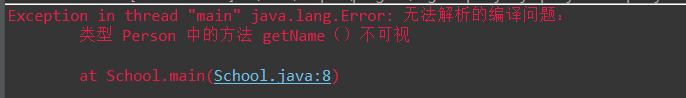 Exception in thread "main" java.lang.Error: 无法解析的编译问题：
类型 Person 中的方法 getName（）不可视
at School.main(School.java:8)